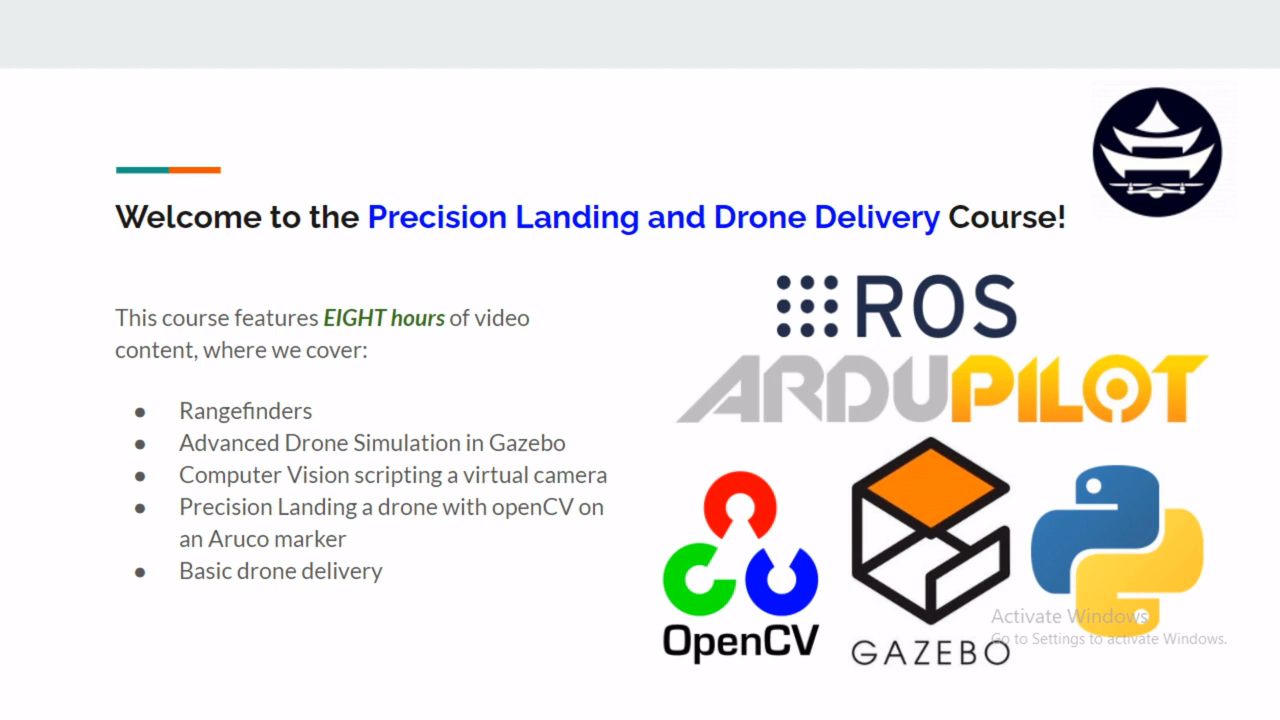 Welcome to the Precision Landing and Drone Delivery Course!
This course features EIGHT hours of video
content, where we cover:
● Rangefinders
● Advanced Drone Simulation in Gazebo
● Computer Vision scripting a virtual camera
● Precision Landing a drone with openCV on
an Aruco marker
● Basic drone delivery
ROS
ARDUPILOT
OpenCV
GAZEBO
Activate Windows
Go to Settings to activate Windows.